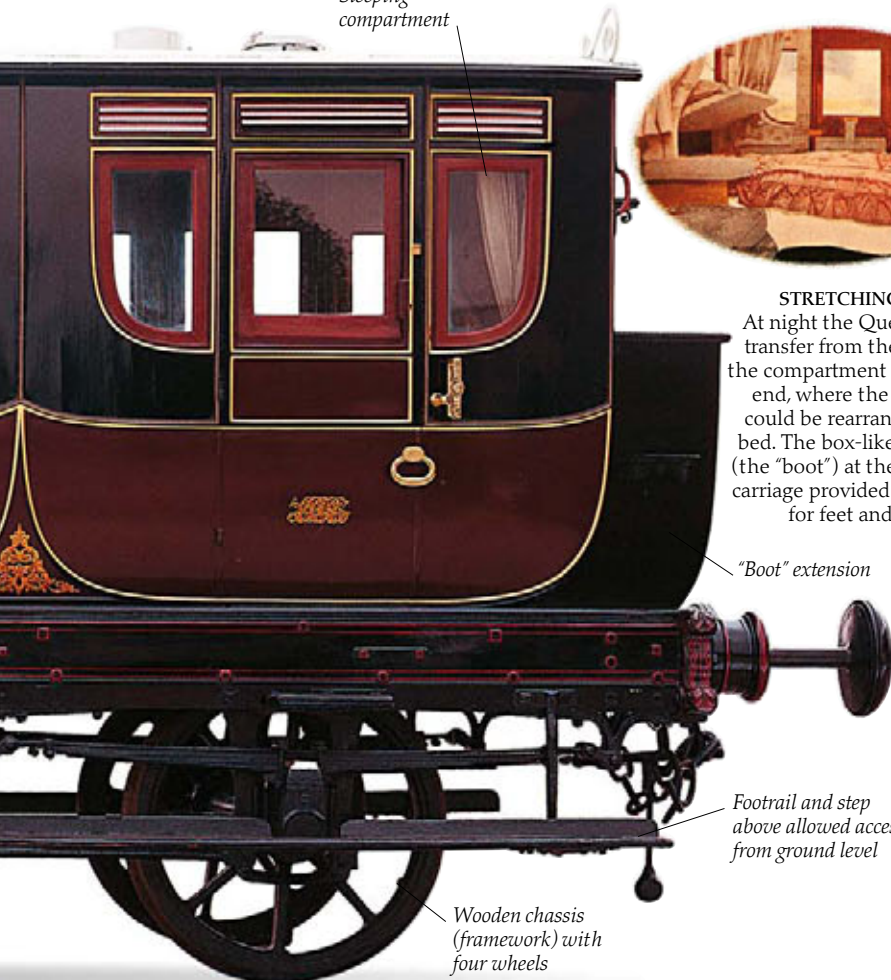 Sleeping
compartment
STRETCHING
At night the Que
transfer from the
the compartment
end, where the
could be rearran
bed. The box-like
(the “boot”) at the
carriage provided
for feet and
“Boot” extension
Footrail and step
above allowed acces
from ground level
Wooden chassis
(framework) with
four wheels